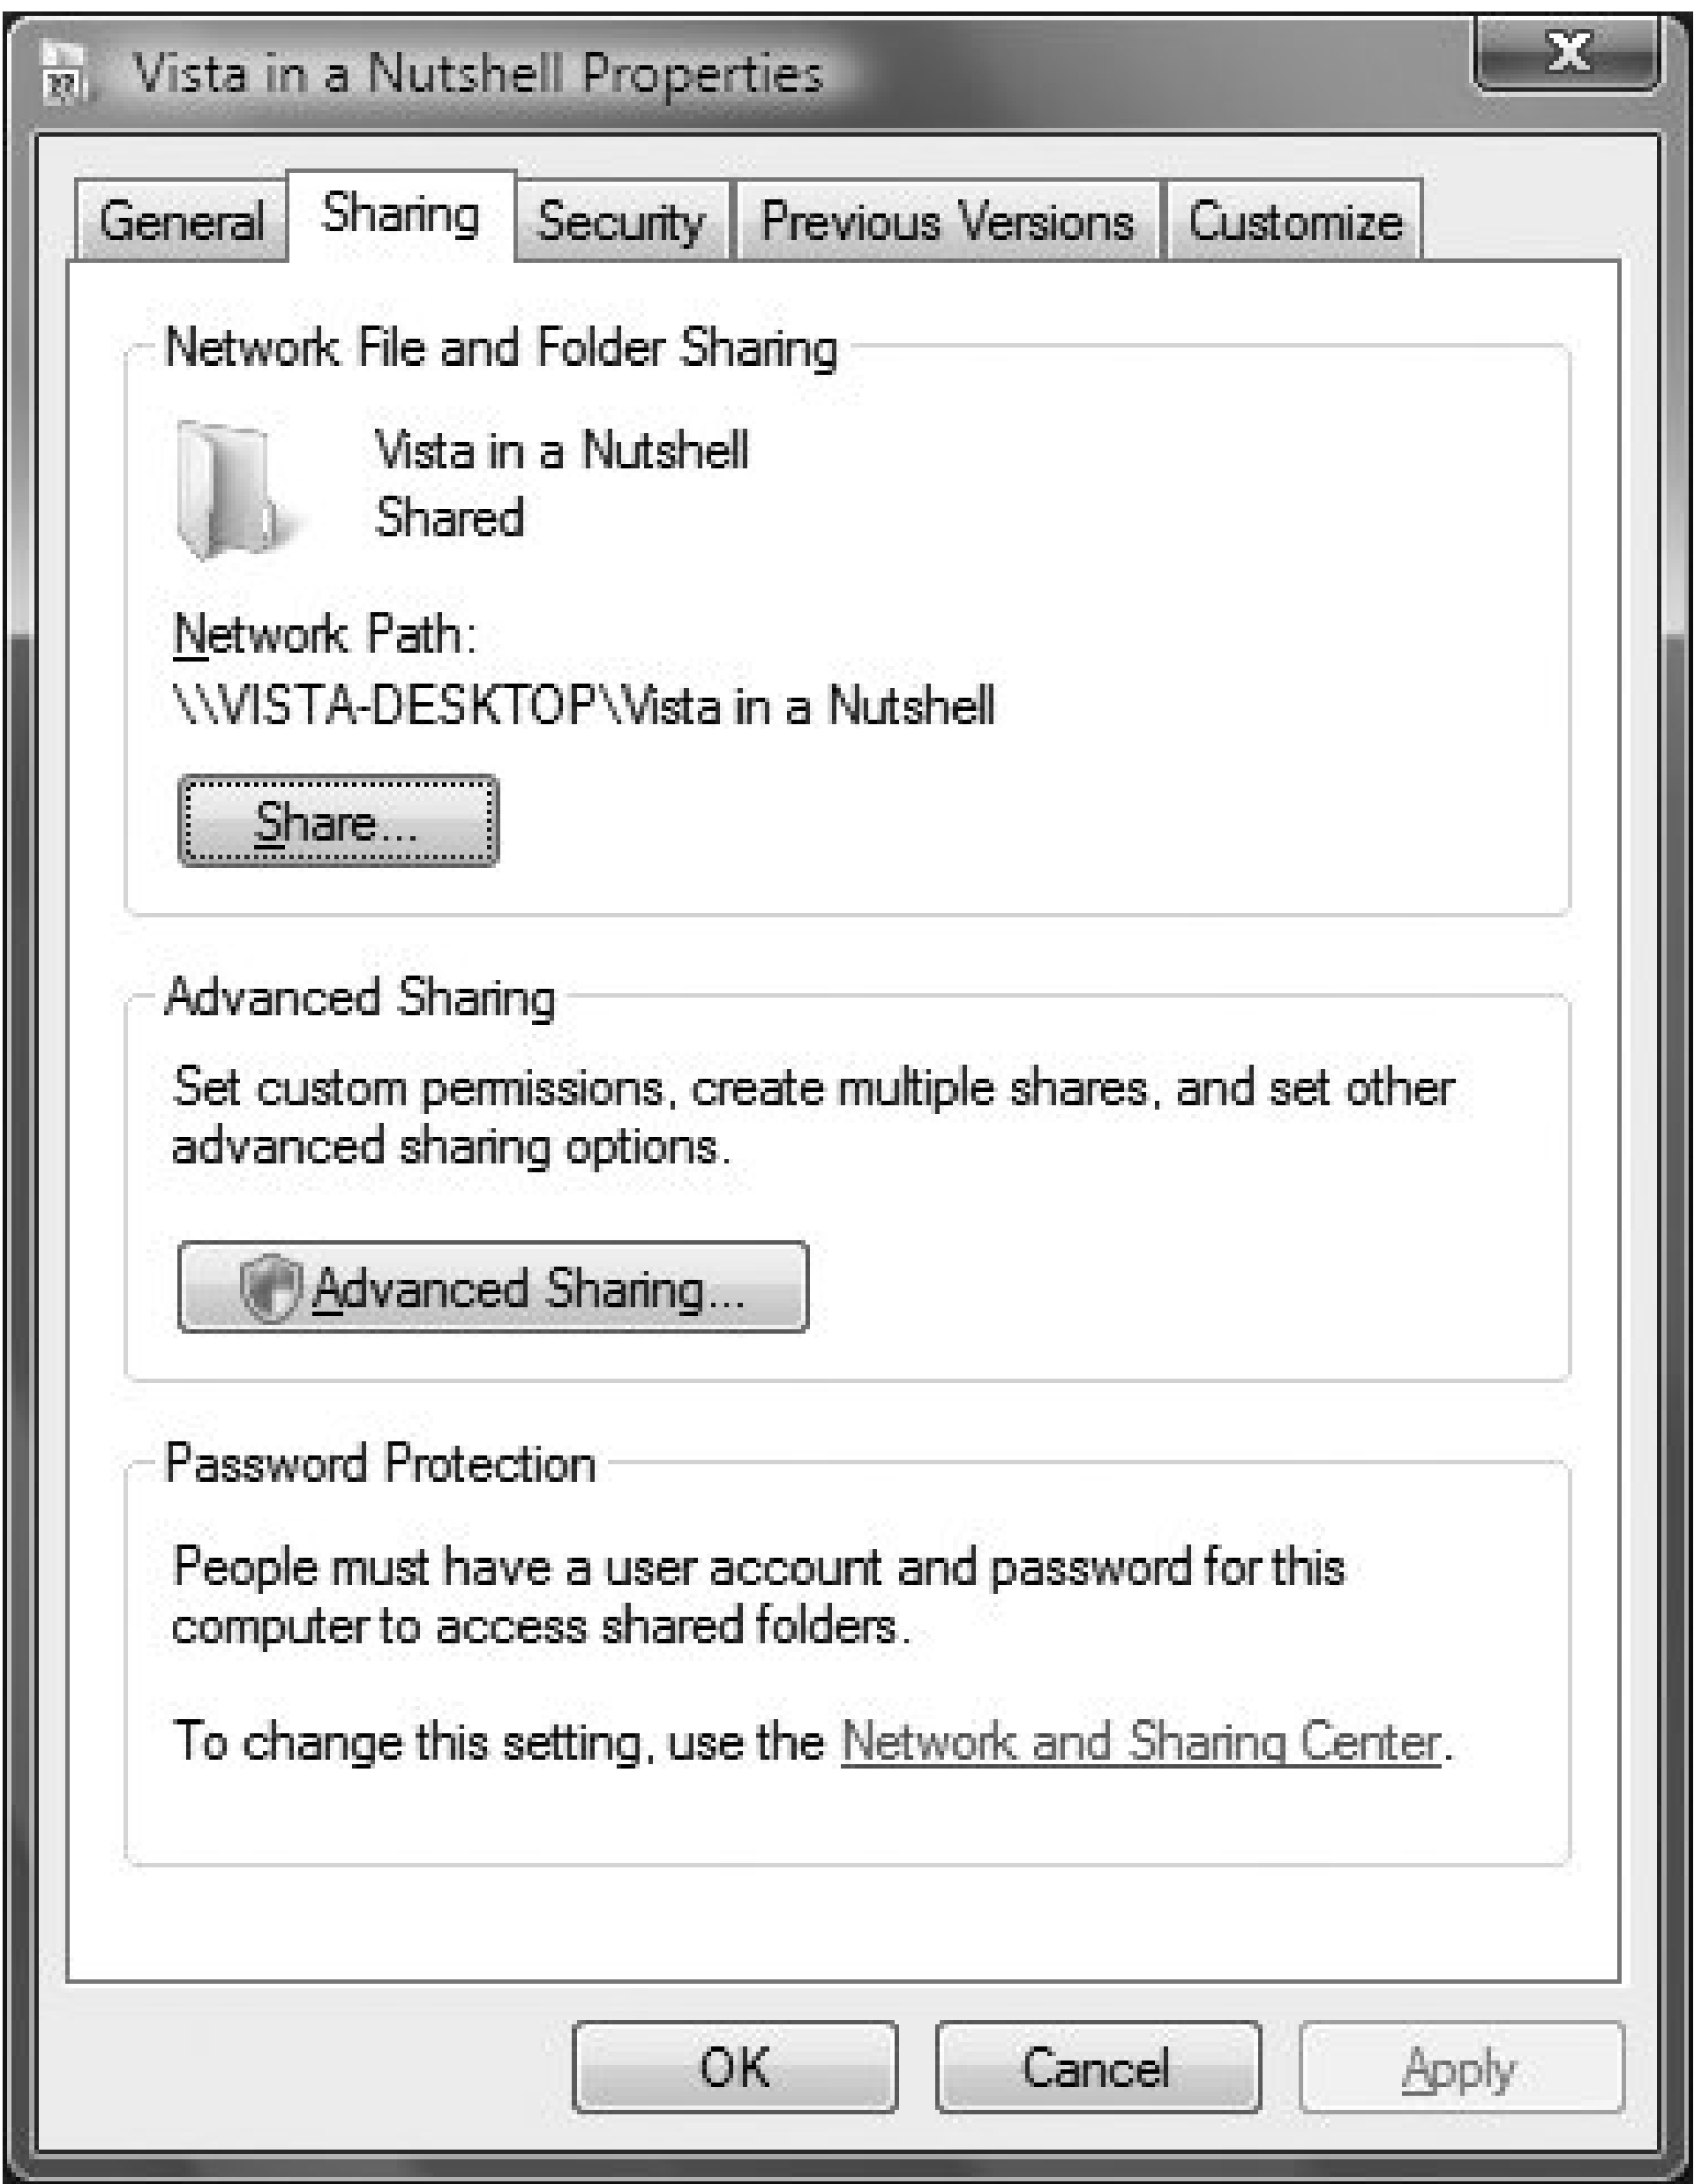 Vista in a Nutshell Properties
X
General Sharing Security Previous Versions Customize
Network File and Folder Sharing
Vista in a Nutshell
Shared
Network Path:
\\VISTA-DESKTOP\Vista in a Nutshell
Share...
Advanced Sharing
Set custom permissions, create multiple shares, and set other
advanced sharing options.
Advanced Sharing...
Password Protection
People must have a user account and password for this
computer to access shared folders.
To change this setting, use the Network and Sharing Center.
OK Cancel Apply